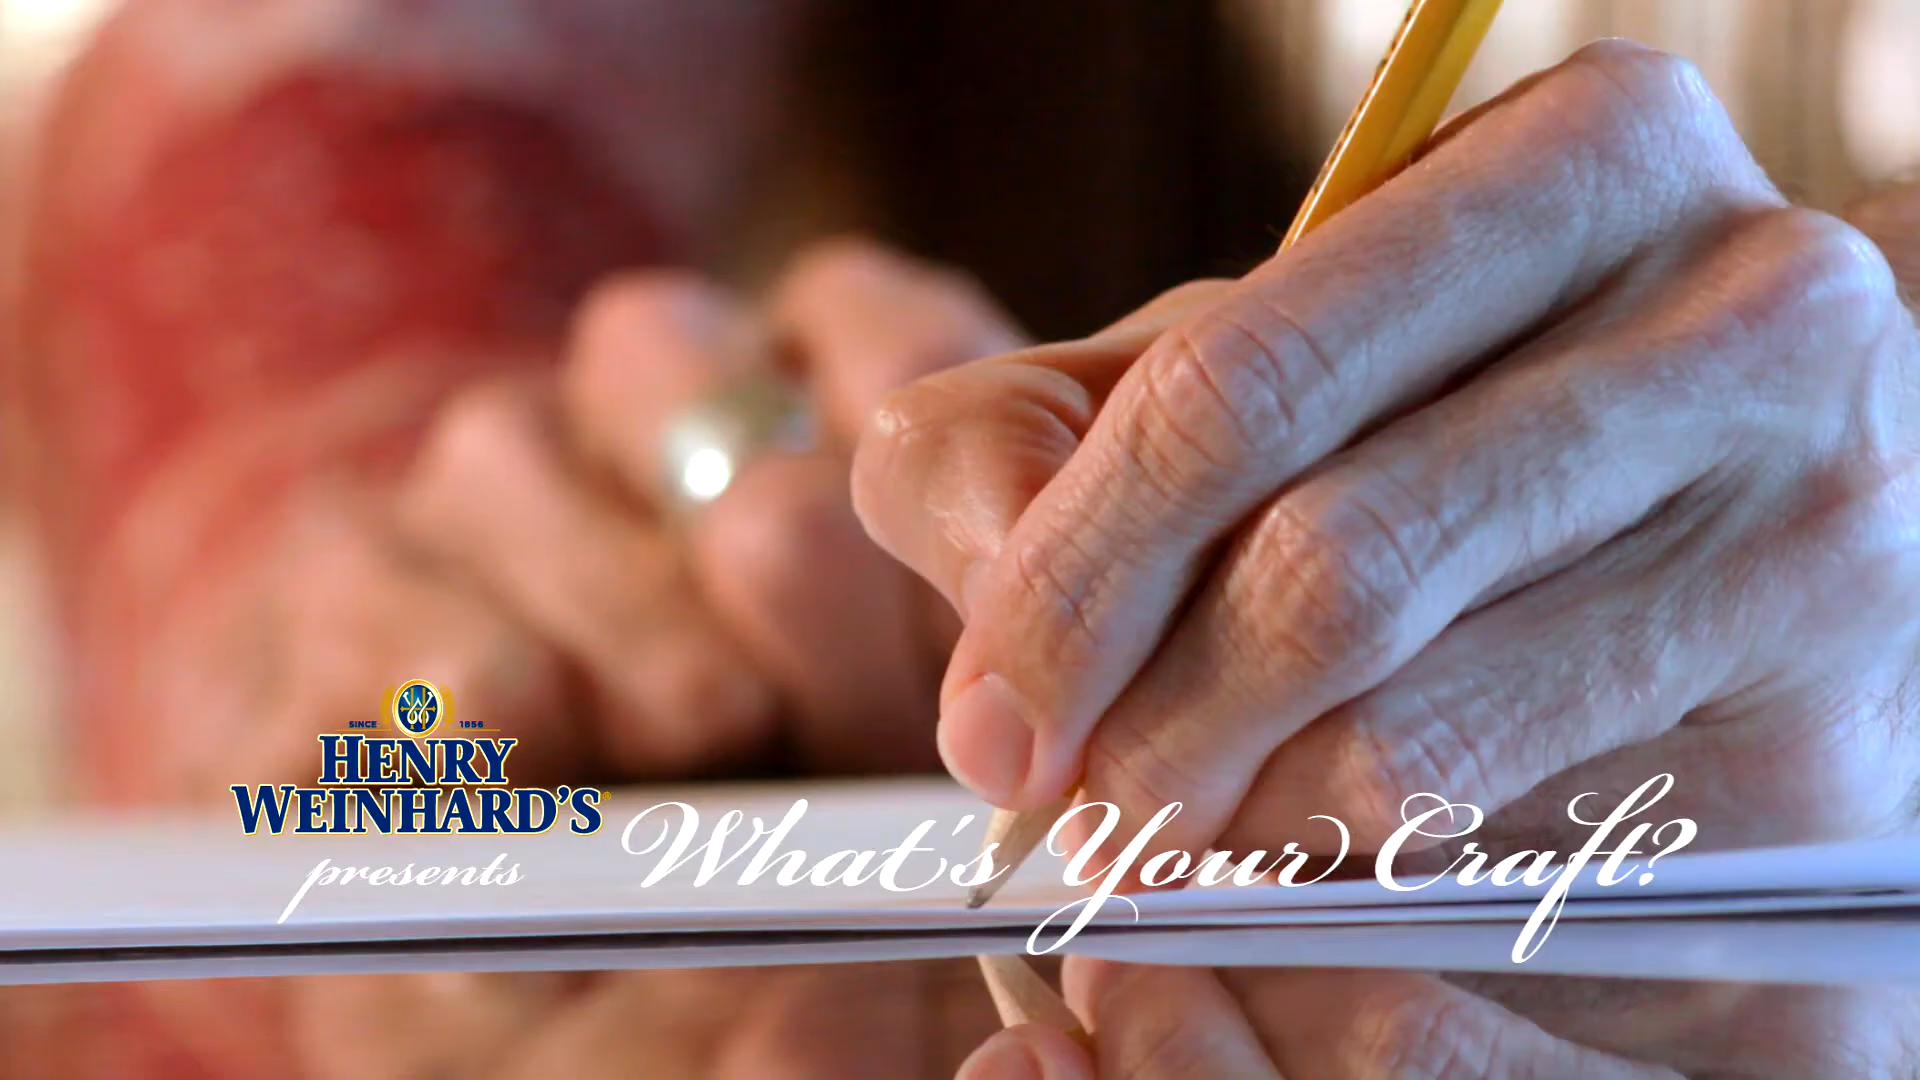 SINCE 1856
HENRY
WEINHARD'S®
presents
What's Your Craft?